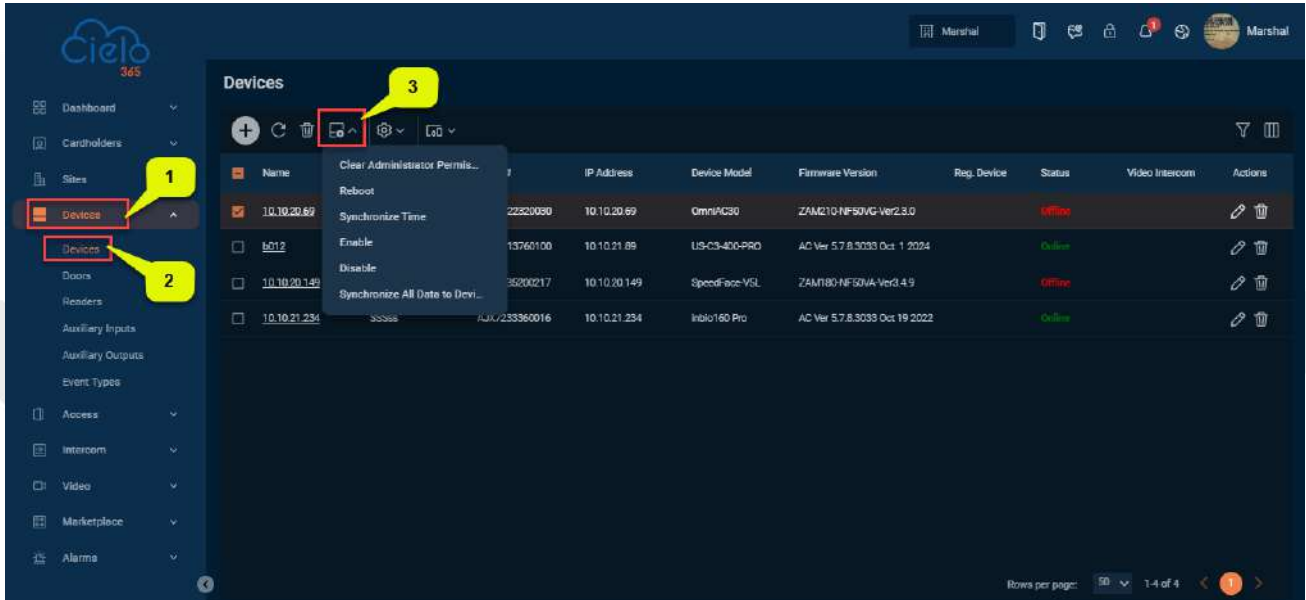 Cielo
365
Marshal
1
Marshal
Devices
3
Dashboard
Cardholders
Sites
1
Devices
Devices
2
Doors
Readers
Auxiliary Inputs
Auxiliary Outputs
Event Types
Access
Intercom
Video
Marketplace
Alarms
Clear Administrator Permis...
Reboot
Synchronize Time
Enable
Disable
Synchronize All Data to Devi...
Name IP Address Device Model Firmware Version Reg. Device Status Video Intercom Actions
10.10.20.69 22320030 10.10.20.69 OmniAC30 ZAM210-NF50VG-Ver2.3.0 Offline
b012 13760100 10.10.21.89 US-C3-400-PRO AC Ver 5.7.8.3033 Oct 1 2024 Online
10.10.20.149 35200217 10.10.20.149 SpeedFace-V5L ZAM180-NF50VA-Ver3.4.9 Offline
10.10.21.234 10.10.21.234 Inbio160 Pro AC Ver 5.7.8.3033 Oct 19 2022 Online
Rows per page: 50 1-4 of 4 1